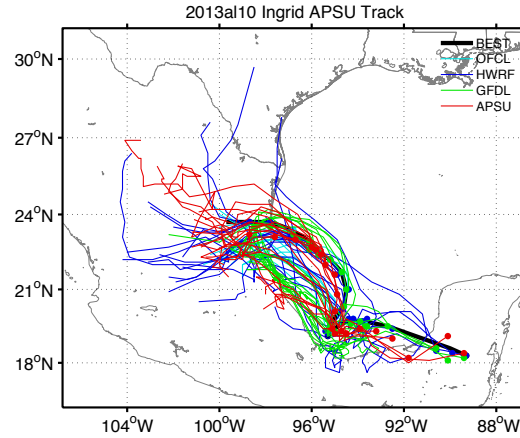 2013al10 Ingrid APSU Track
BEST
OFCL
HWRF
GFDL
APSU
30°N
27°N
24°N
21°N
18°N
104°W
100°W
96°W
92°W
88°W